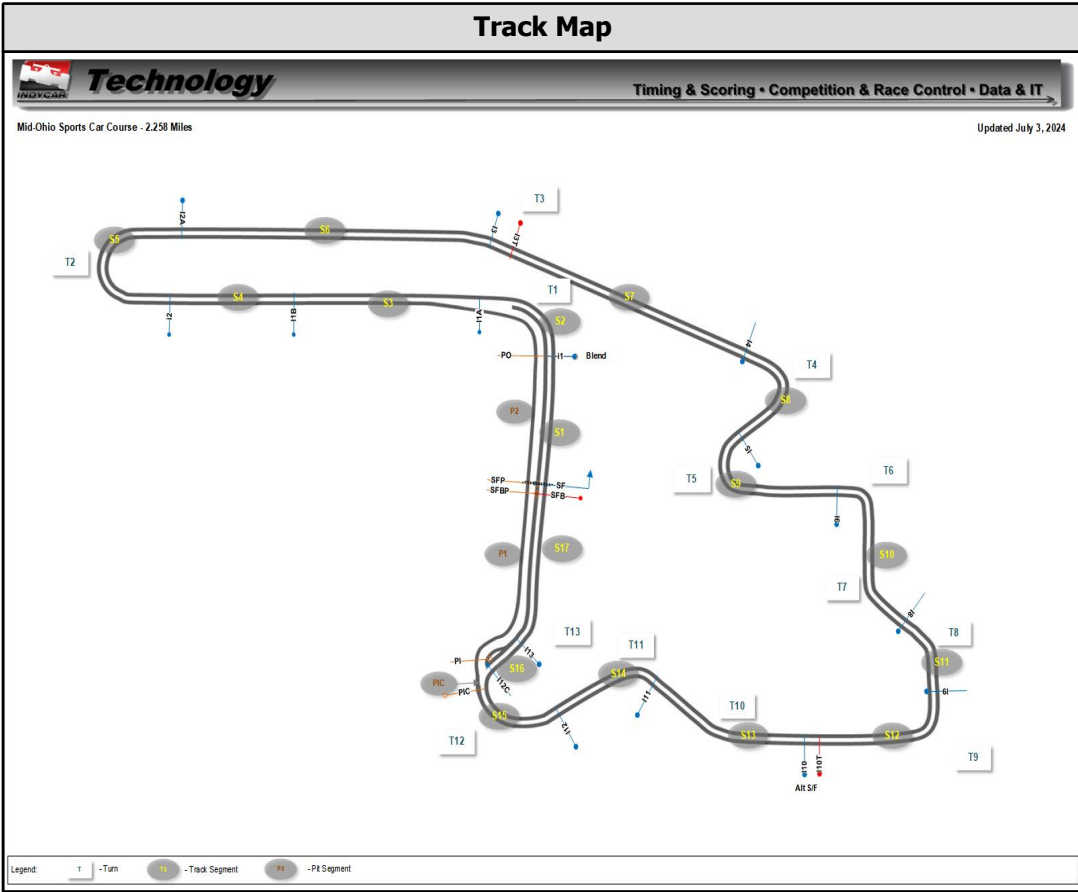 Track Map
INDYCAR
Technology
Timing & Scoring • Competition & Race Control • Data & IT
Mid-Ohio Sports Car Course - 2.258 Miles
Updated July 3, 2024
T3
I2A
I3
I3T
S5
S6
T2
T1
S7
S4
S3
S2
I2
I1B
I1A
PO
i1
Blend
I4
T4
S8
P2
S1
I5
SFP
SF
SFBP
SFB
T5
S9
T6
I6
P1
S17
S10
T7
I8
T8
T13
T11
I13
PI
S16
S14
S11
PIC
I12C
PIC
I11
I9
S15
T12
I12
T10
S13
S12
T9
I10
I10T
Alt S/F
Legend:
T
- Turn
TS
- Track Segment
PS
- Pit Segment